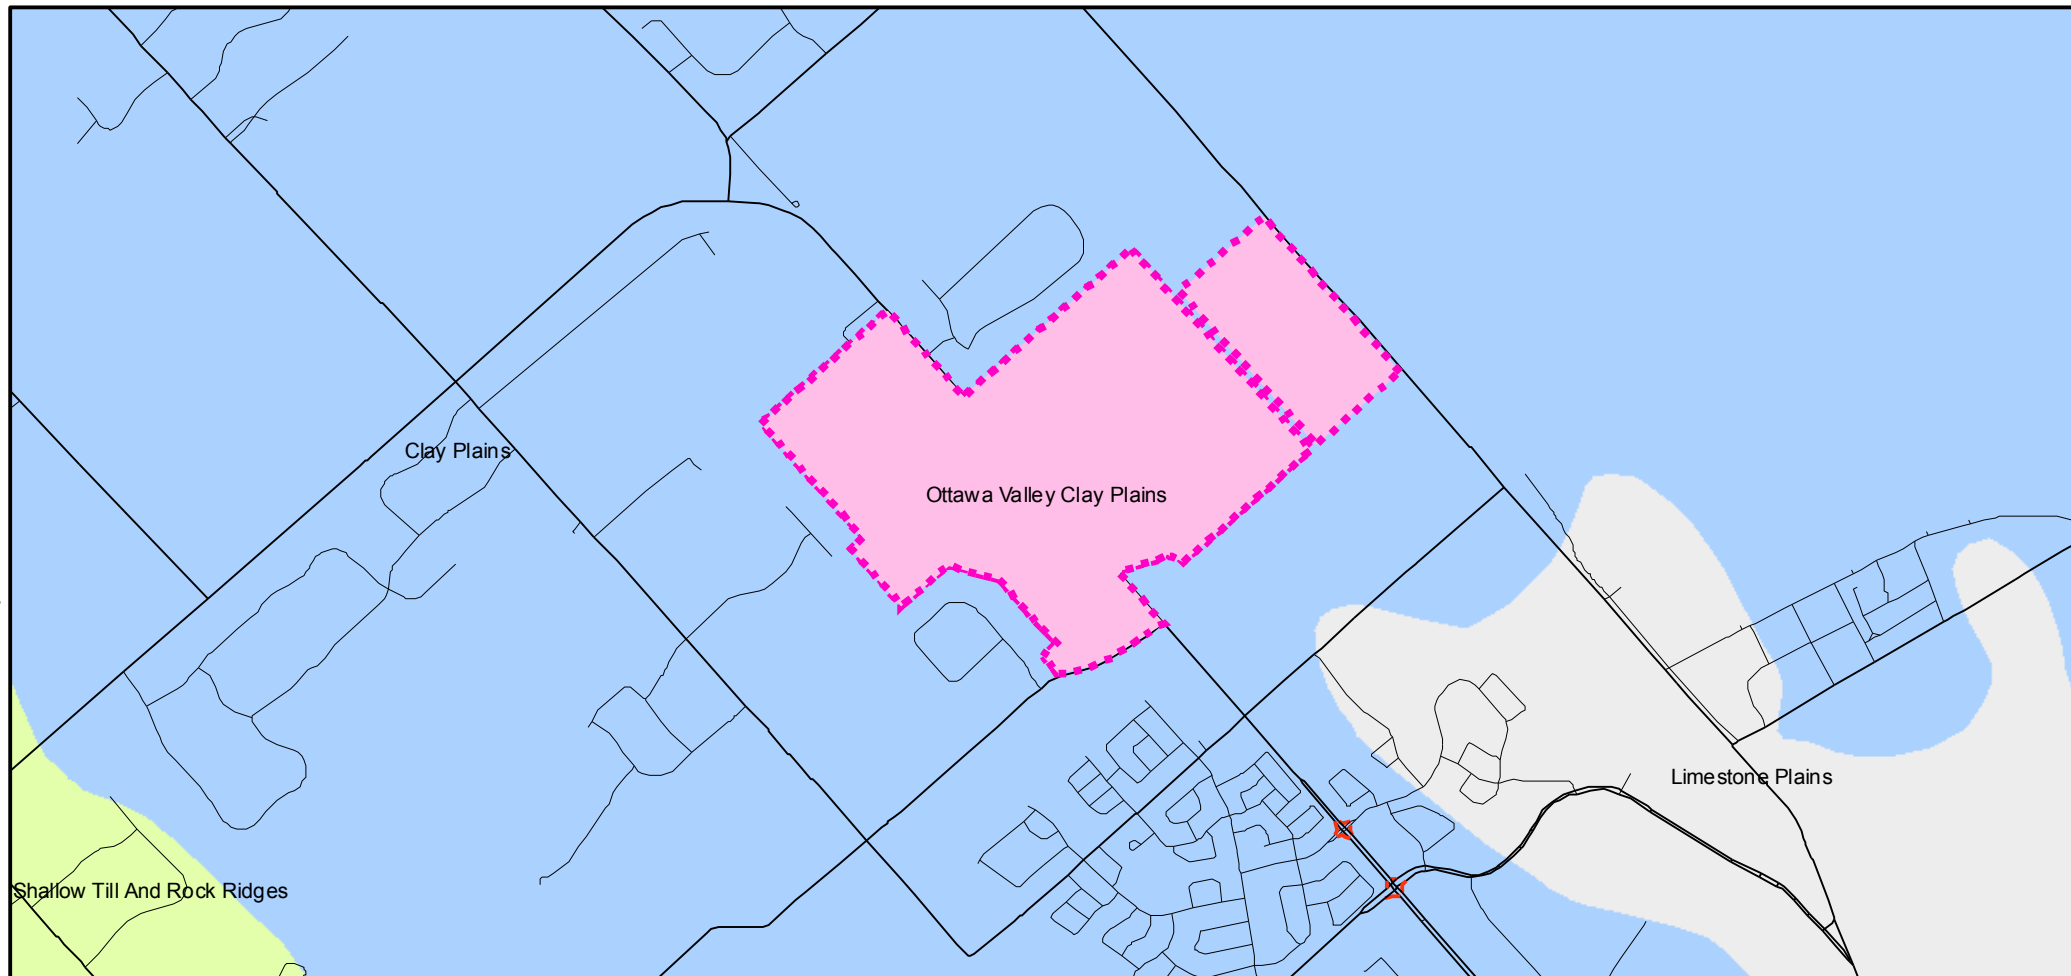 Clay Plains
Ottawa Valley Clay Plains
Limestone Plains
Shallow Till And Rock Ridges